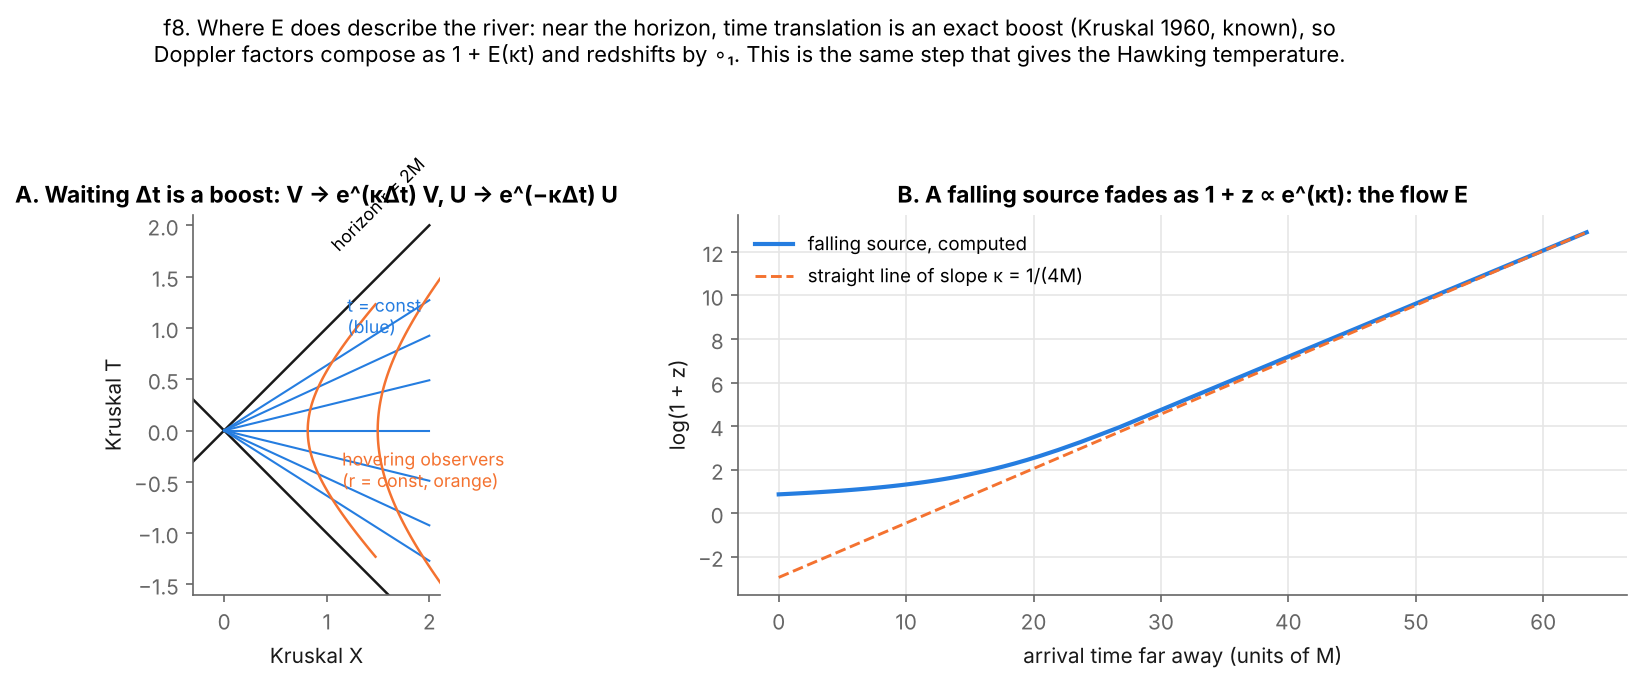 f8. Where E does describe the river: near the horizon, time translation is an exact boost (Kruskal 1960, known), so
Doppler factors compose as 1 + E(κt) and redshifts by ∘₁. This is the same step that gives the Hawking temperature.
A. Waiting Δt is a boost: V → e^(κΔt) V, U → e^(−κΔt) U
horizon r = 2M
2.0
1.5
1.0
0.5
0.0
−0.5
−1.0
−1.5
Kruskal T
t = const
(blue)
hovering observers
(r = const, orange)
0
1
2
Kruskal X
B. A falling source fades as 1 + z ∝ e^(κt): the flow E
falling source, computed
straight line of slope κ = 1/(4M)
12
10
8
6
4
2
0
−2
log(1 + z)
0
10
20
30
40
50
60
arrival time far away (units of M)